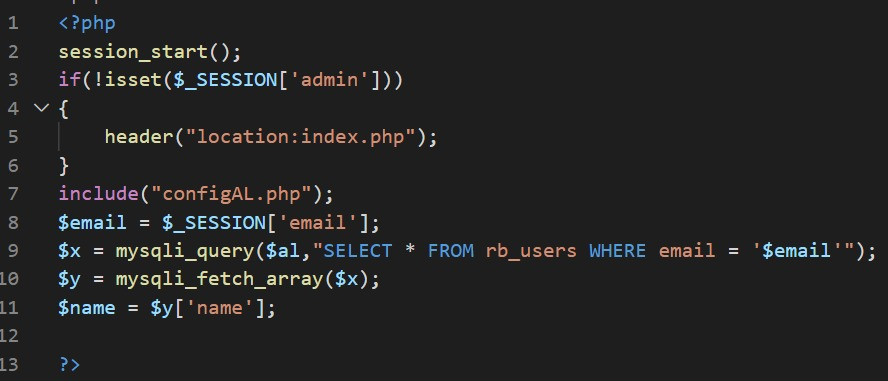 1 <?php
2 session_start();
3 if(!isset($_SESSION['admin']))
4 {
5     header("location:index.php");
6 }
7 include("configAL.php");
8 $email = $_SESSION['email'];
9 $x = mysqli_query($al,"SELECT * FROM rb_users WHERE email = '$email'");
10 $y = mysqli_fetch_array($x);
11 $name = $y['name'];
12
13 ?>